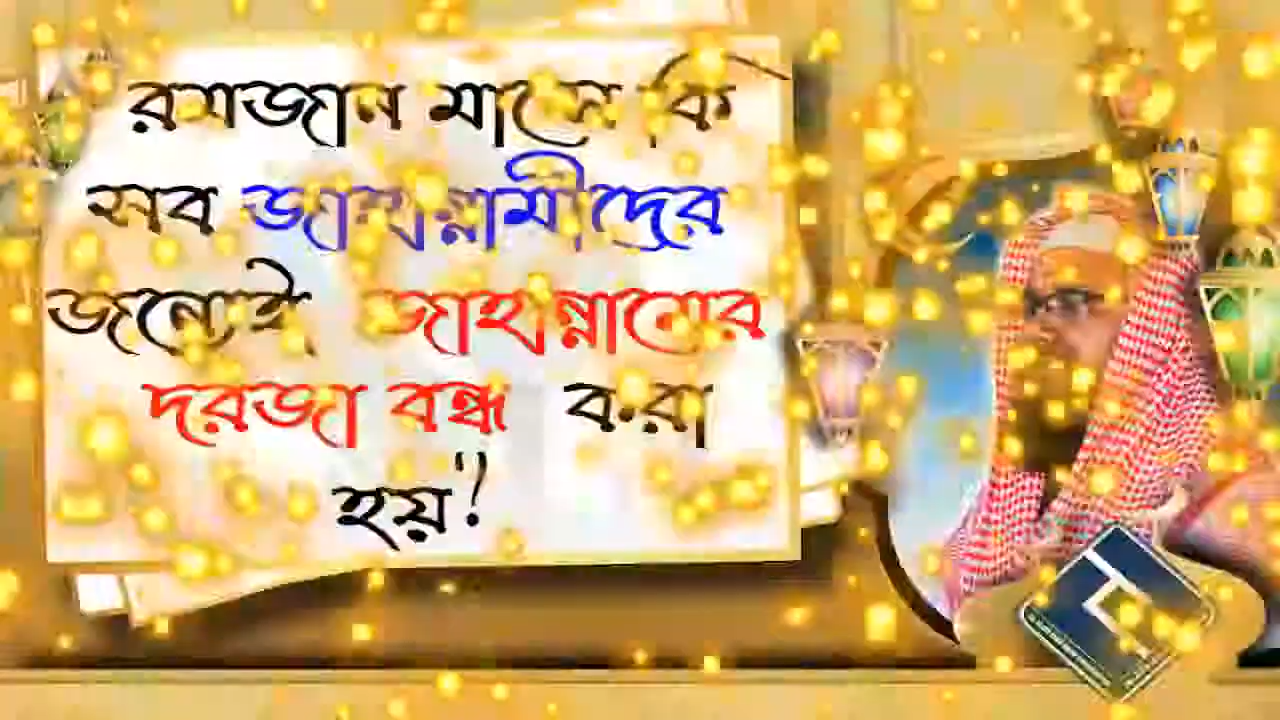 রমজান মাসে কি
সব জাহান্নামীদের
জন্যেই জাহান্নামের
দরজা বন্ধ করা
হয়?